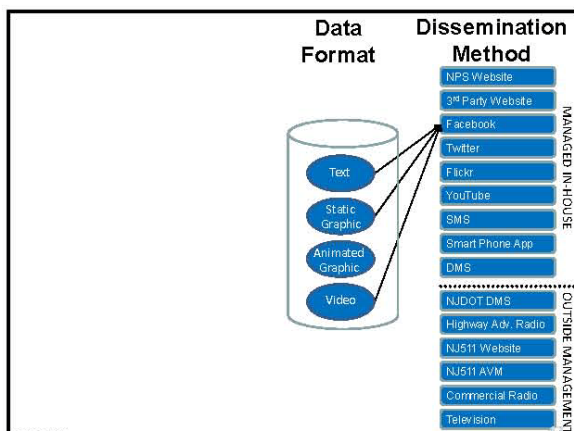 Data
Format
Dissemination
Method
NPS Website
3rd Party Website
Facebook
Twitter
Flickr
YouTube
SMS
Smart Phone App
DMS
MANAGED IN-HOUSE
Text
Static
Graphic
Animated
Graphic
Video
NJDOT DMS
Highway Adv. Radio
NJ511 Website
NJ511 AVM
Commercial Radio
Television
OUTSIDE MANAGEMENT